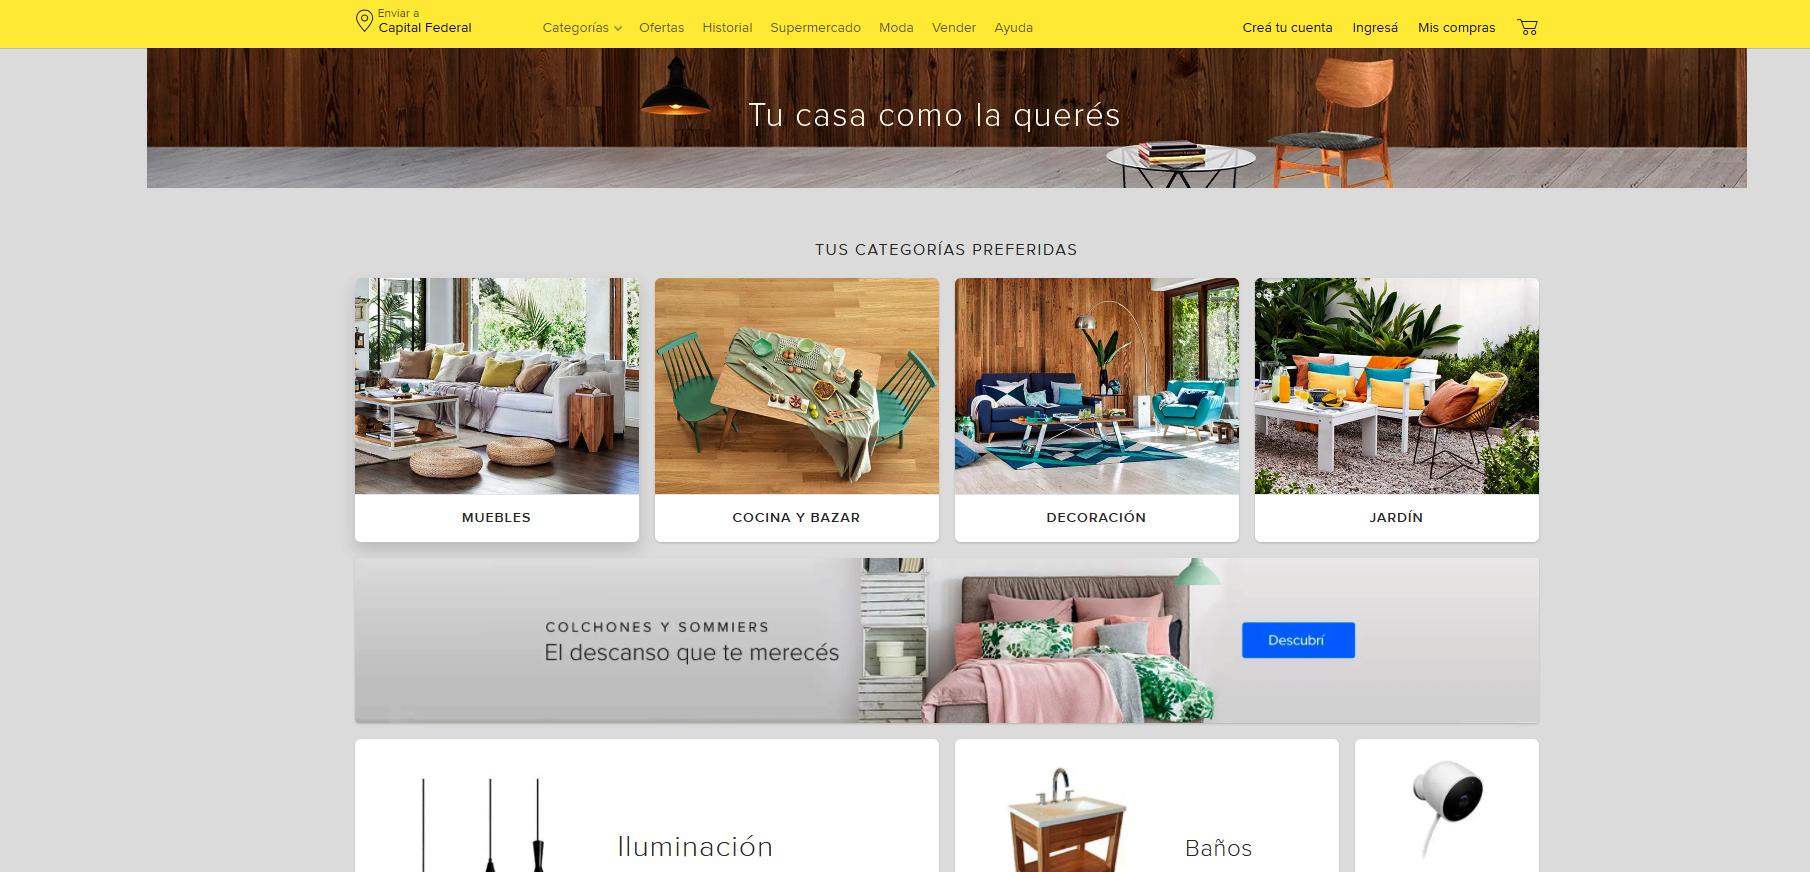 Enviar a
Capital Federal
Categorías Ofertas Historial Supermercado Moda Vender Ayuda
Creá tu cuenta Ingresá Mis compras
Tu casa como la querés
TUS CATEGORÍAS PREFERIDAS
MUEBLES
COCINA Y BAZAR
DECORACIÓN
JARDÍN
COLCHONES Y SOMMIERS
El descanso que te merecés
Descubrí
Iluminación
Baños